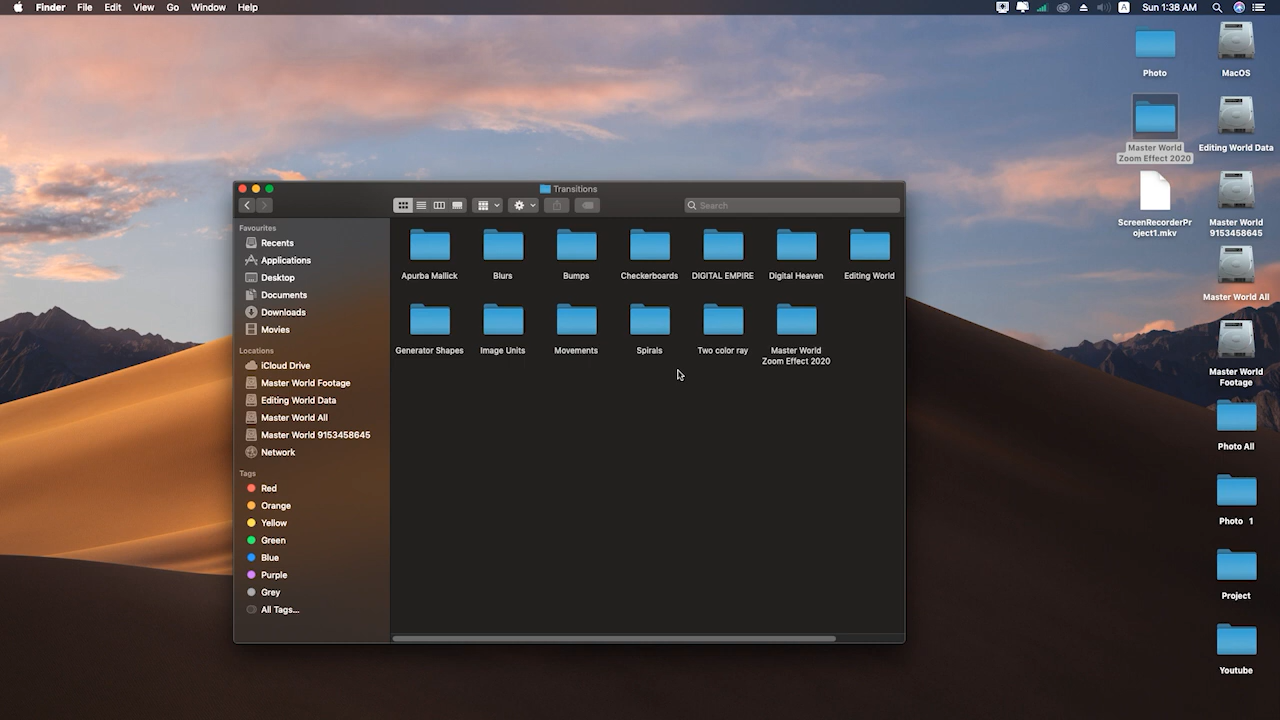 Finder File Edit View Go Window Help
A Sun 1:38 AM
Transitions
Search
Favourites
Recents
Applications
Desktop
Documents
Downloads
Movies
Locations
iCloud Drive
Master World Footage
Editing World Data
Master World All
Master World 9153458645
Network
Tags
Red
Orange
Yellow
Green
Blue
Purple
Grey
All Tags...
Apurba Mallick
Blurs
Bumps
Checkerboards
DIGITAL EMPIRE
Digital Heaven
Editing World
Generator Shapes
Image Units
Movements
Spirals
Two color ray
Master World
Zoom Effect 2020
Photo
MacOS
Master World
Zoom Effect 2020
Editing World Data
ScreenRecorderPr
oject1.mkv
Master World
9153458645
Master World All
Master World
Footage
Photo All
Photo 1
Project
Youtube